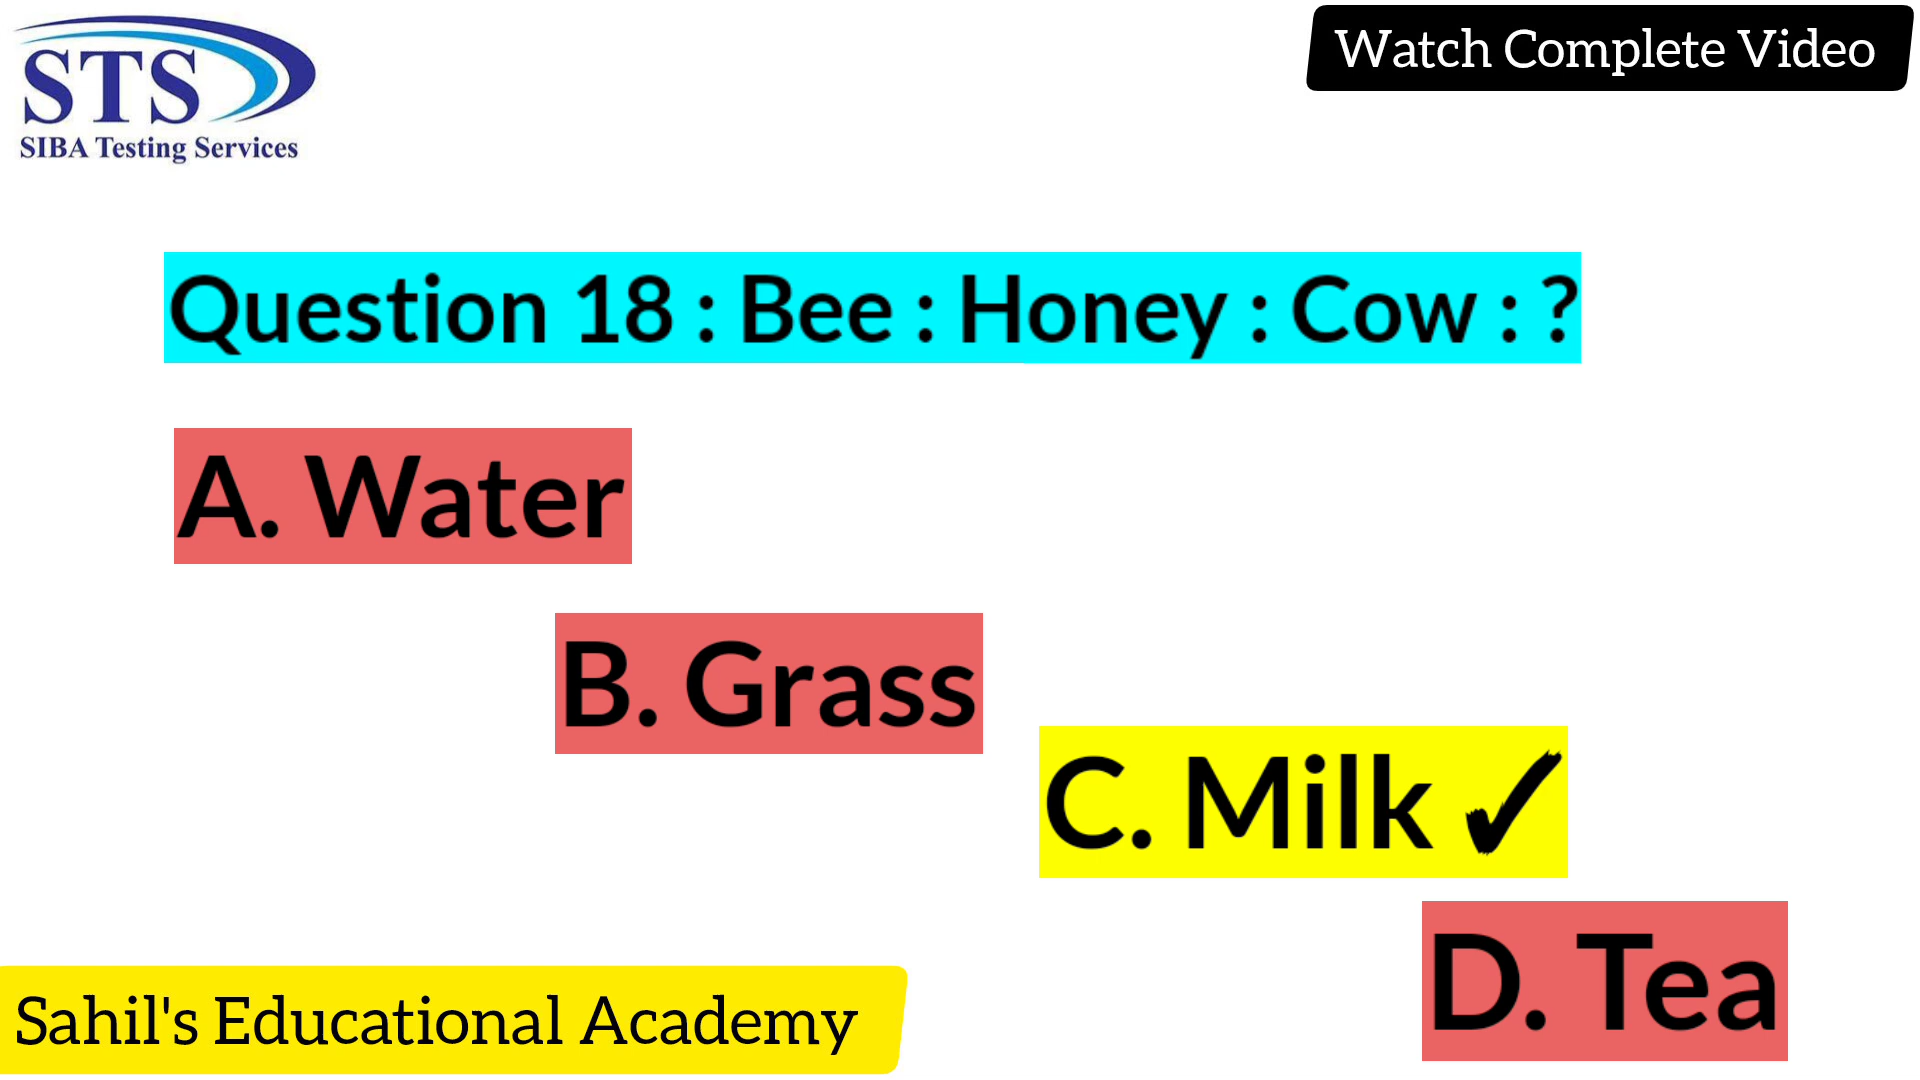 STS
SIBA Testing Services
Watch Complete Video
Question 18 : Bee : Honey : Cow : ?
A. Water
B. Grass
C. Milk ✓
D. Tea
Sahil's Educational Academy